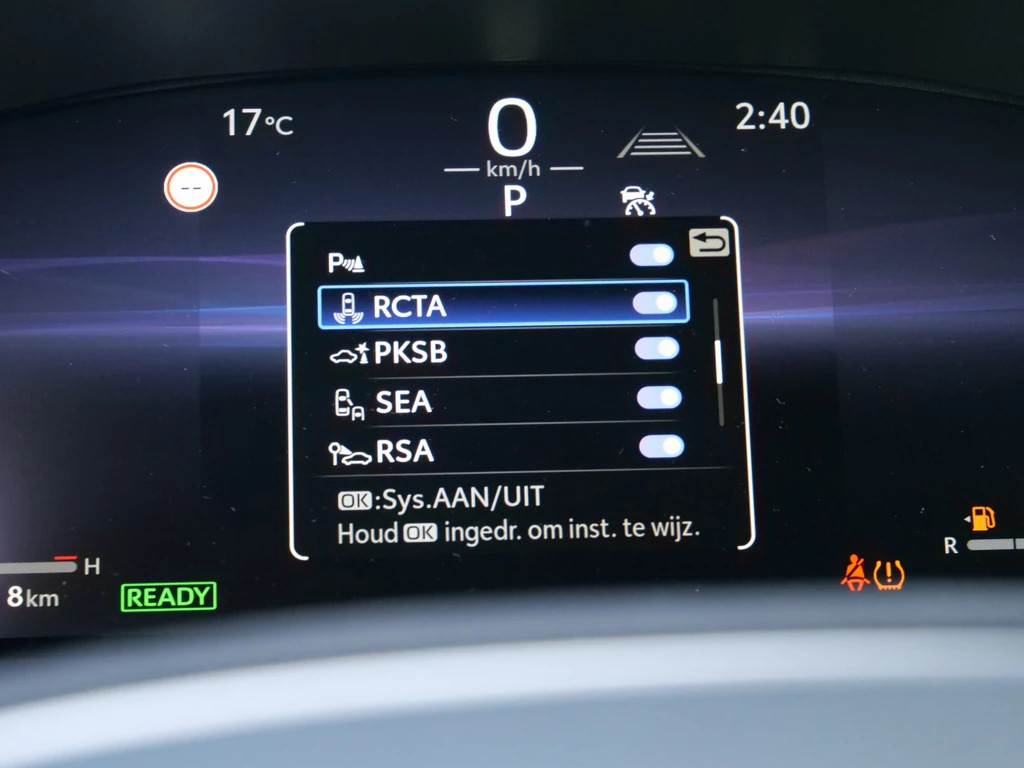 17°C
0
2:40
km/h
--
P
P
RCTA
PKSB
SEA
RSA
OK:Sys.AAN/UIT
Houd OK ingedr. om inst. te wijz.
H
R
8km
READY